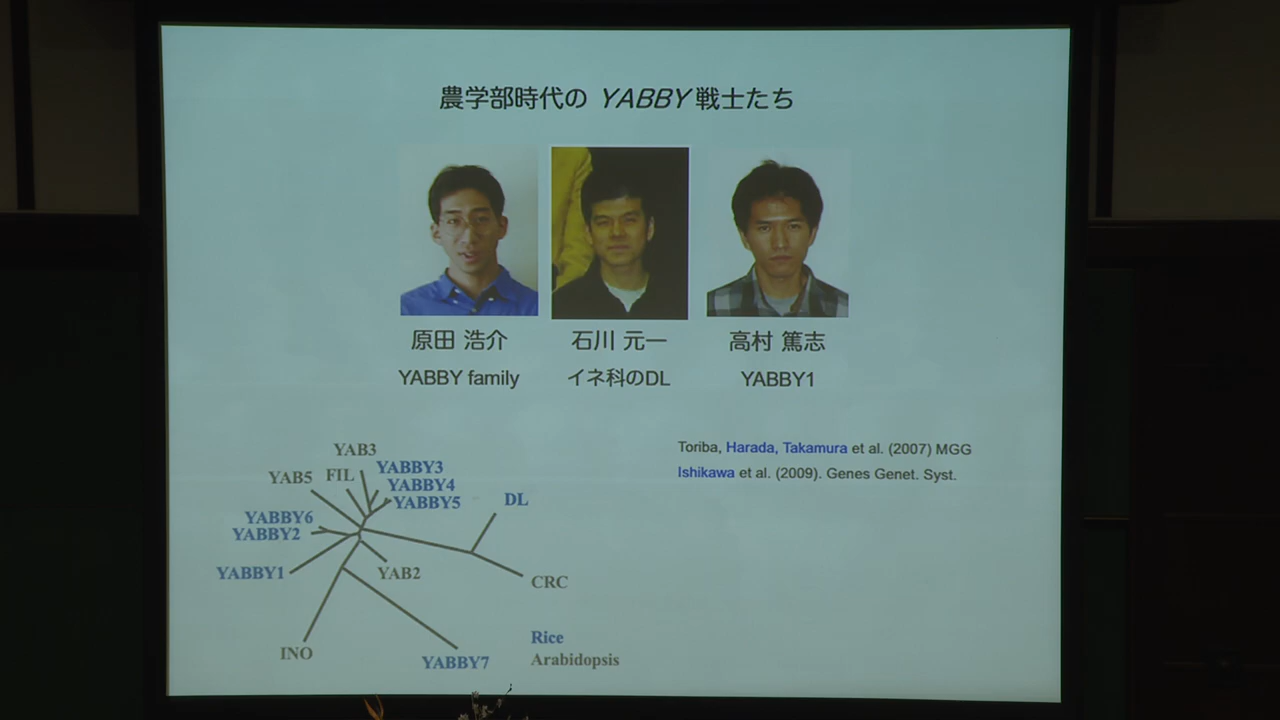 農学部時代の YABBY 戦士たち
原田 浩介
石川 元一
高村 篤志
YABBY family
イネ科のDL
YABBY1
Toriba, Harada, Takamura et al. (2007) MGG
Ishikawa et al. (2009). Genes Genet. Syst.
YAB3
YAB5
FIL
YABBY3
YABBY4
YABBY5
DL
YABBY6
YABBY2
YABBY1
YAB2
CRC
INO
YABBY7
Rice
Arabidopsis